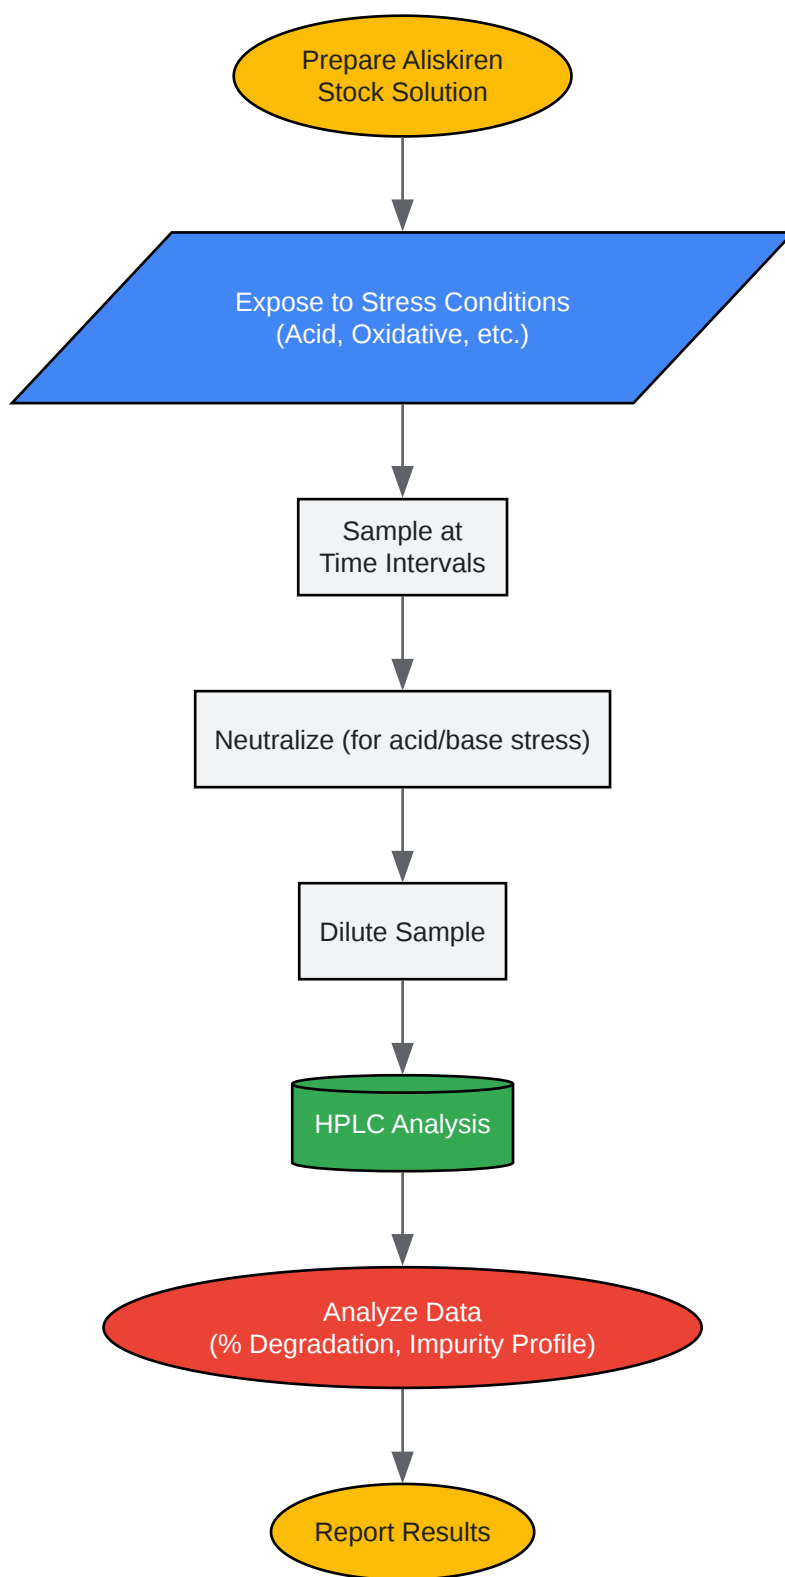 Prepare Aliskiren
Stock Solution
Expose to Stress Conditions
(Acid, Oxidative, etc.)
Sample at
Time Intervals
Neutralize (for acid/base stress)
Dilute Sample
HPLC Analysis
Analyze Data
(% Degradation, Impurity Profile)
Report Results